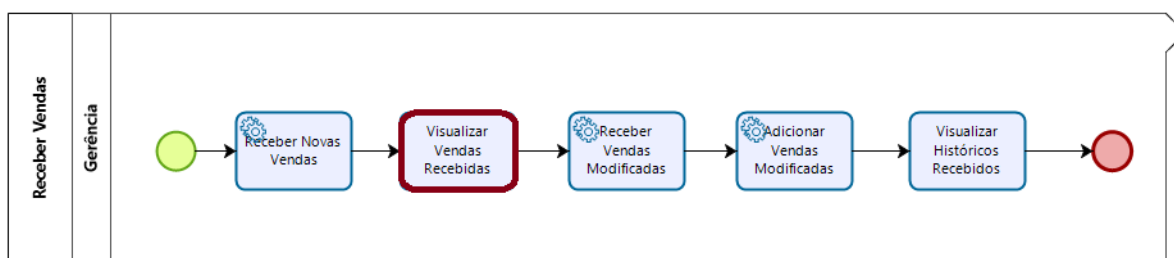 Receber Vendas
Gerência
Receber Novas
Vendas
Visualizar
Vendas
Recebidas
Receber
Vendas
Modificadas
Adicionar
Vendas
Modificadas
Visualizar
Históricos
Recebidos